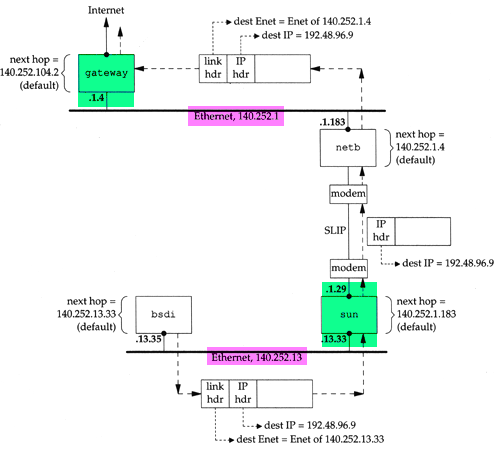 Internet
dest Enet = Enet of 140.252.1.4
dest IP = 192.48.96.9
next hop =
140.252.104.2
(default)
gateway
link
hdr
IP
hdr
.1.4
Ethernet, 140.252.1
.1.183
netb
next hop =
140.252.1.4
(default)
modem
SLIP
IP
hdr
dest IP = 192.48.96.9
modem
.1.29
next hop =
140.252.13.33
(default)
bsdi
sun
next hop =
140.252.1.183
(default)
.13.35
.13.33
Ethernet, 140.252.13
link
hdr
IP
hdr
dest IP = 192.48.96.9
dest Enet = Enet of 140.252.13.33